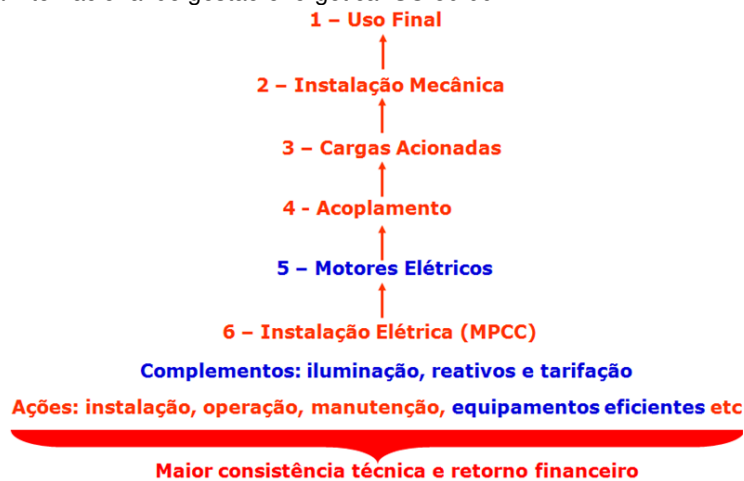 1 – Uso Final
2 – Instalação Mecânica
3 – Cargas Acionadas
4 - Acoplamento
5 – Motores Elétricos
6 – Instalação Elétrica (MPCC)
Complementos: iluminação, reativos e tarifação
Ações: instalação, operação, manutenção, equipamentos eficientes etc
Maior consistência técnica e retorno financeiro